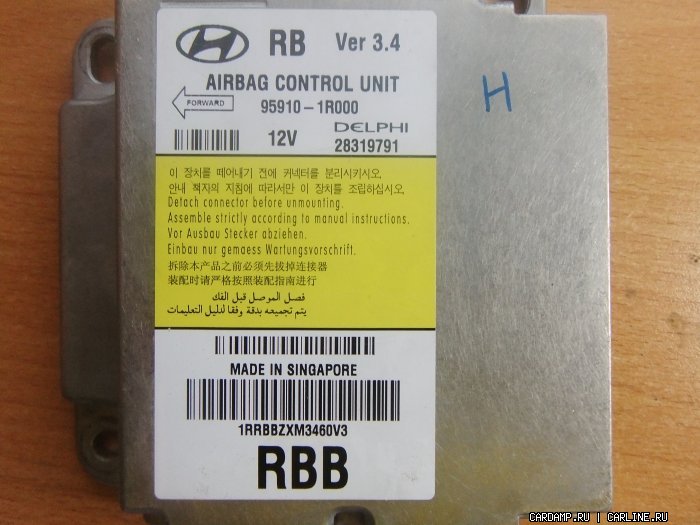 RB Ver 3.4
AIRBAG CONTROL UNIT
FORWARD
95910-1R000
12V
DELPHI
28319791
H
이 장치를 떼어내기 전에 커넥터를 분리시키시오.
안내 책자의 지침에 따라서만 이 장치를 조립하십시오.
Detach connector before unmounting.
Assemble strictly according to manual instructions.
Vor Ausbau Stecker abziehen.
Einbau nur gemaess Wartungsvorschrift.
拆除本产品之前必须先拔掉连接器
装配时请严格按照装配指南进行
فصل الموصل قبل الفك
يتم تجميعه بدقة وفقا لدليل التعليمات
MADE IN SINGAPORE
1RRBBZXM3460V3
RBB
CARDAMP.RU | CARLINE.RU